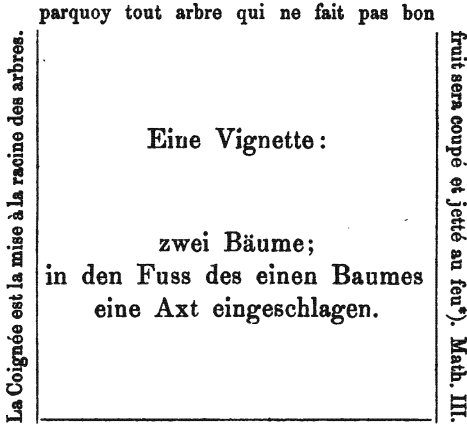 La Coignée est la mise à la racine des arbres.
parquoy tout arbre qui ne fait pas bon
fruit sera coupé et jetté au feu*). Math. III.
Eine Vignette:
zwei Bäume;
in den Fuss des einen Baumes
eine Axt eingeschlagen.